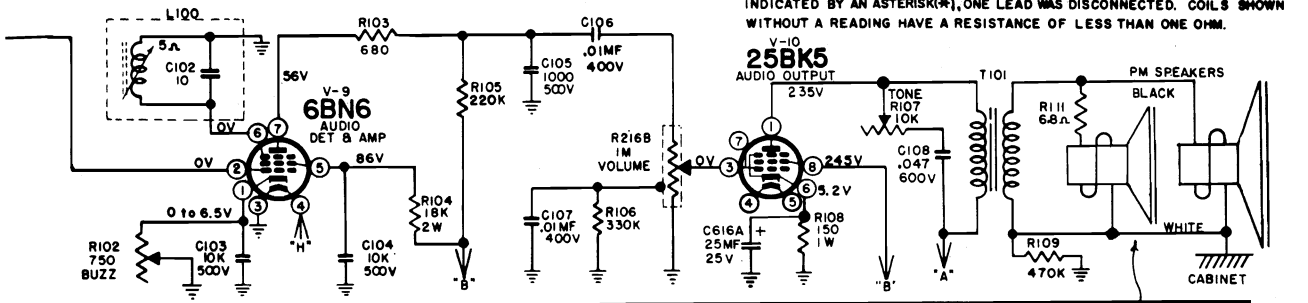 INDICATED BY AN ASTERISK(*), ONE LEAD WAS DISCONNECTED. COILS SHOWN
WITHOUT A READING HAVE A RESISTANCE OF LESS THAN ONE OHM.
L100
5Ω
C102
10
0V
56V
V-9
6BN6
AUDIO
DET & AMP
6
7
2
5
1
3
4
0V
86V
0 to 6.5V
"H"
R102
750
BUZZ
C103
10K
500V
C104
10K
500V
R103
680
R104
18K
2W
R105
220K
"B"
C105
1000
500V
C106
.01MF
400V
R216B
1M
VOLUME
C107
.01MF
400V
R106
330K
V-10
25BK5
AUDIO OUTPUT
235V
1
7
3
8
6
4
5
0V
245V
5.2V
C616A
25MF
25V
+
R108
150
1W
"B'
TONE
R107
10K
C108
.047
600V
"A"
T101
R111
6.8Ω
PM SPEAKERS
BLACK
WHITE
R109
470K
CABINET